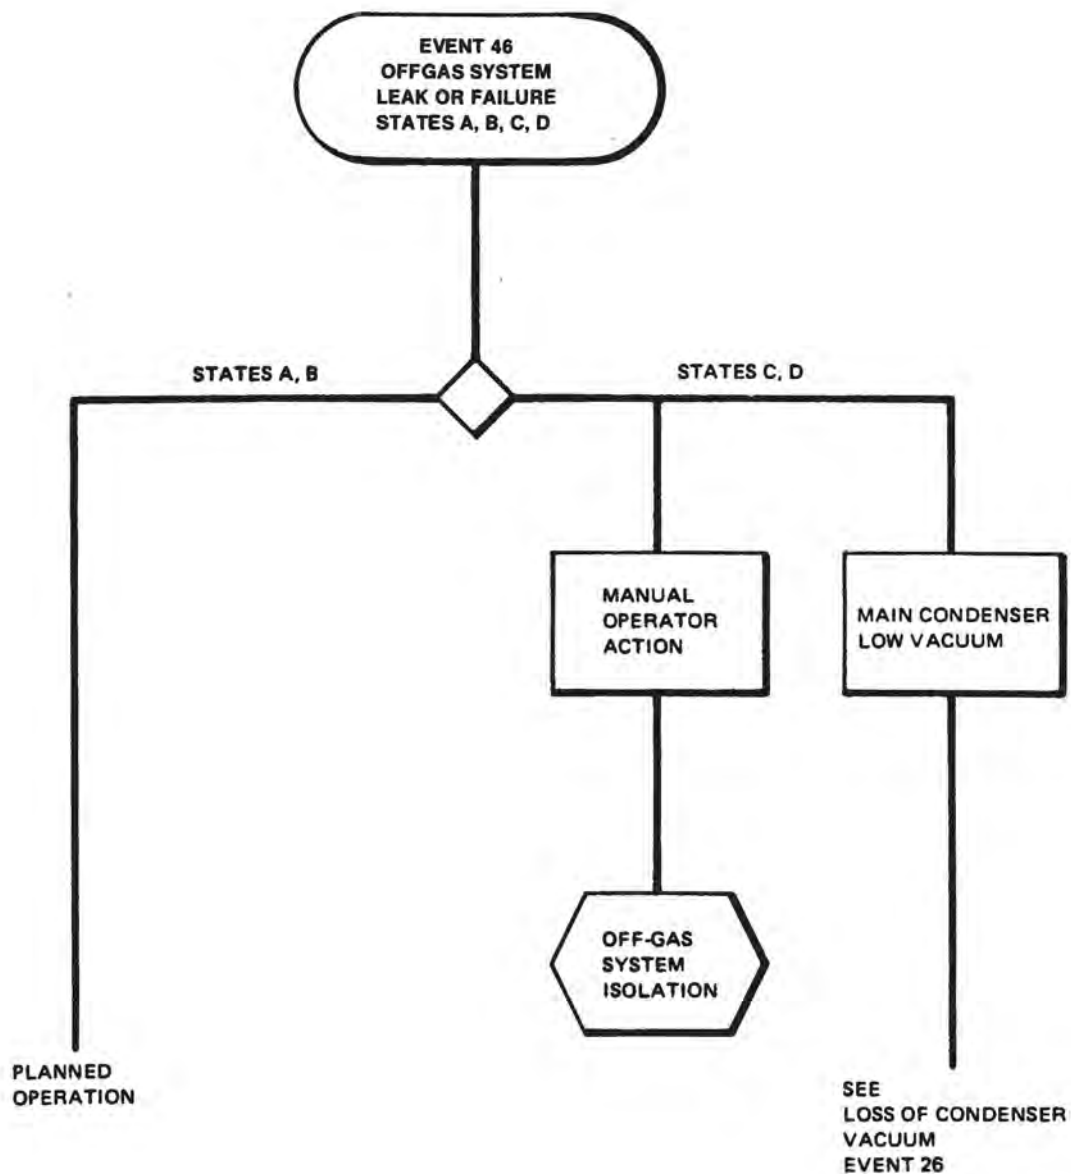 EVENT 46
OFFGAS SYSTEM
LEAK OR FAILURE
STATES A, B, C, D
STATES A, B
STATES C, D
MANUAL
OPERATOR
ACTION
MAIN CONDENSER
LOW VACUUM
OFF-GAS
SYSTEM
ISOLATION
PLANNED
OPERATION
SEE
LOSS OF CONDENSER
VACUUM
EVENT 26